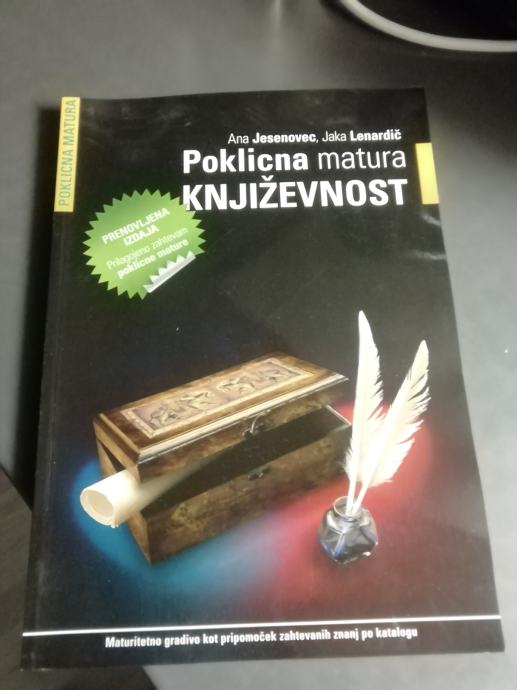 POKLICNA MATURA
Ana Jesenovec, Jaka Lenardič
Poklicna matura
KNJIŽEVNOST
PRENOVLJENA
IZDAJA
Prilagojeno zahtevam
poklicne mature
Maturitetno gradivo kot pripomoček zahtevanih znanj po katalogu